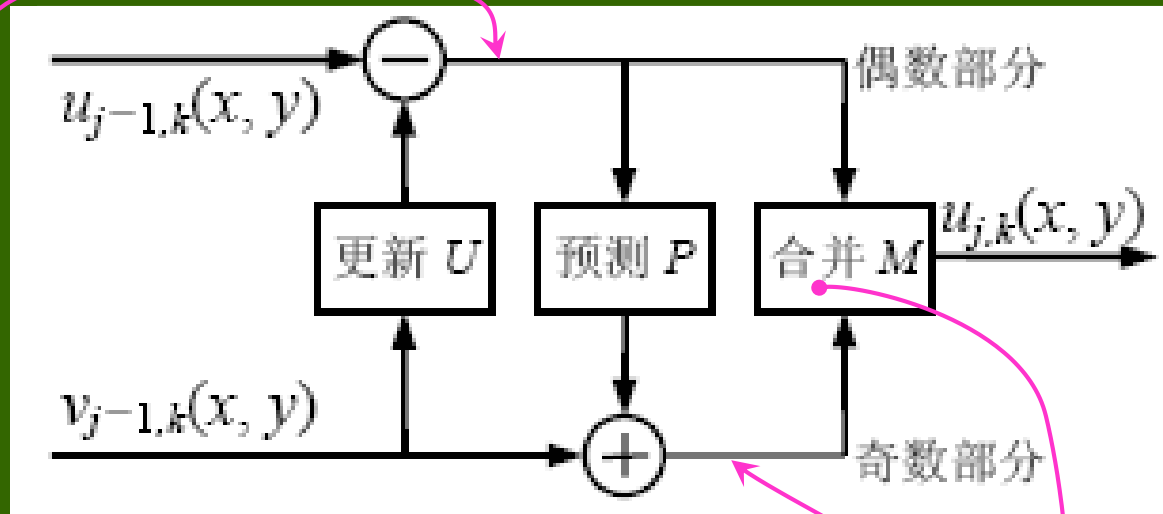 偶数部分
u_{j-1,k}(x, y)
u_{j,k}(x, y)
更新 U
预测 P
合并 M
v_{j-1,k}(x, y)
奇数部分